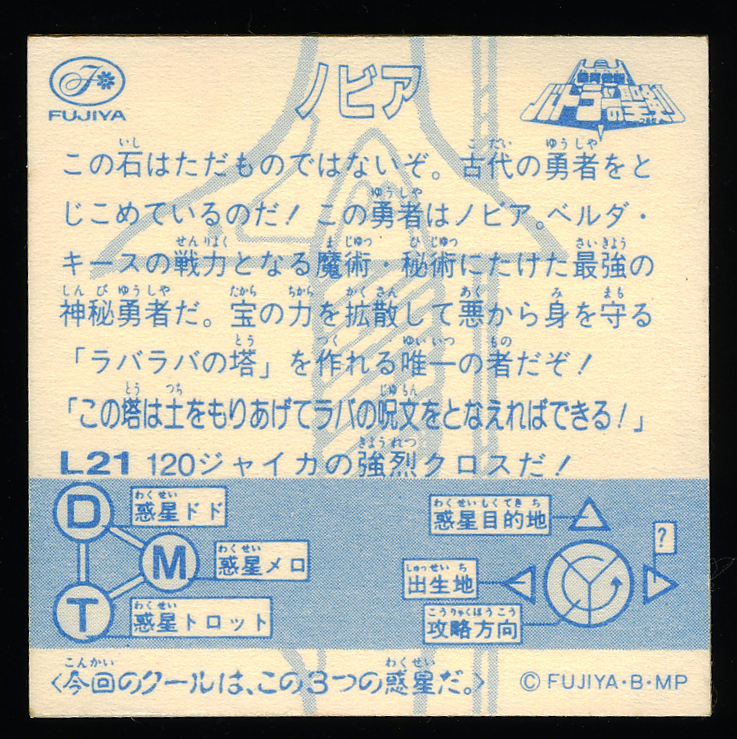 FUJIYA
ノビア
バトラーの聖剣
この石はただものではないぞ。古代の勇者をと
じこめているのだ！この勇者はノビア。ベルダ・
キースの戦力となる魔術・秘術にたけた最強の
神秘勇者だ。宝の力を拡散して悪から身を守る
「ラバラバの塔」を作れる唯一の者だぞ！
「この塔は土をもりあげてラバの呪文をとなえればできる！」
L21 120ジャイカの強烈クロスだ！
D 惑星ドド
M 惑星メロ
T 惑星トロット
惑星目的地
?
出生地
攻略方向
〈今回のクールは、この3つの惑星だ。〉
© FUJIYA・B・MP